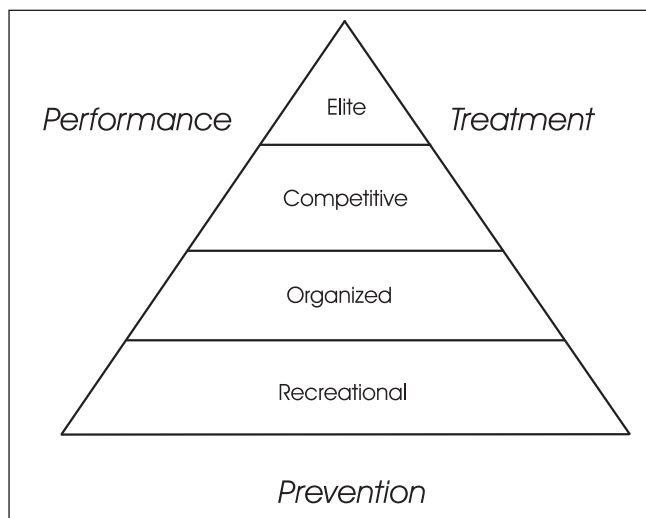 Elite
Performance
Treatment
Competitive
Organized
Recreational
Prevention